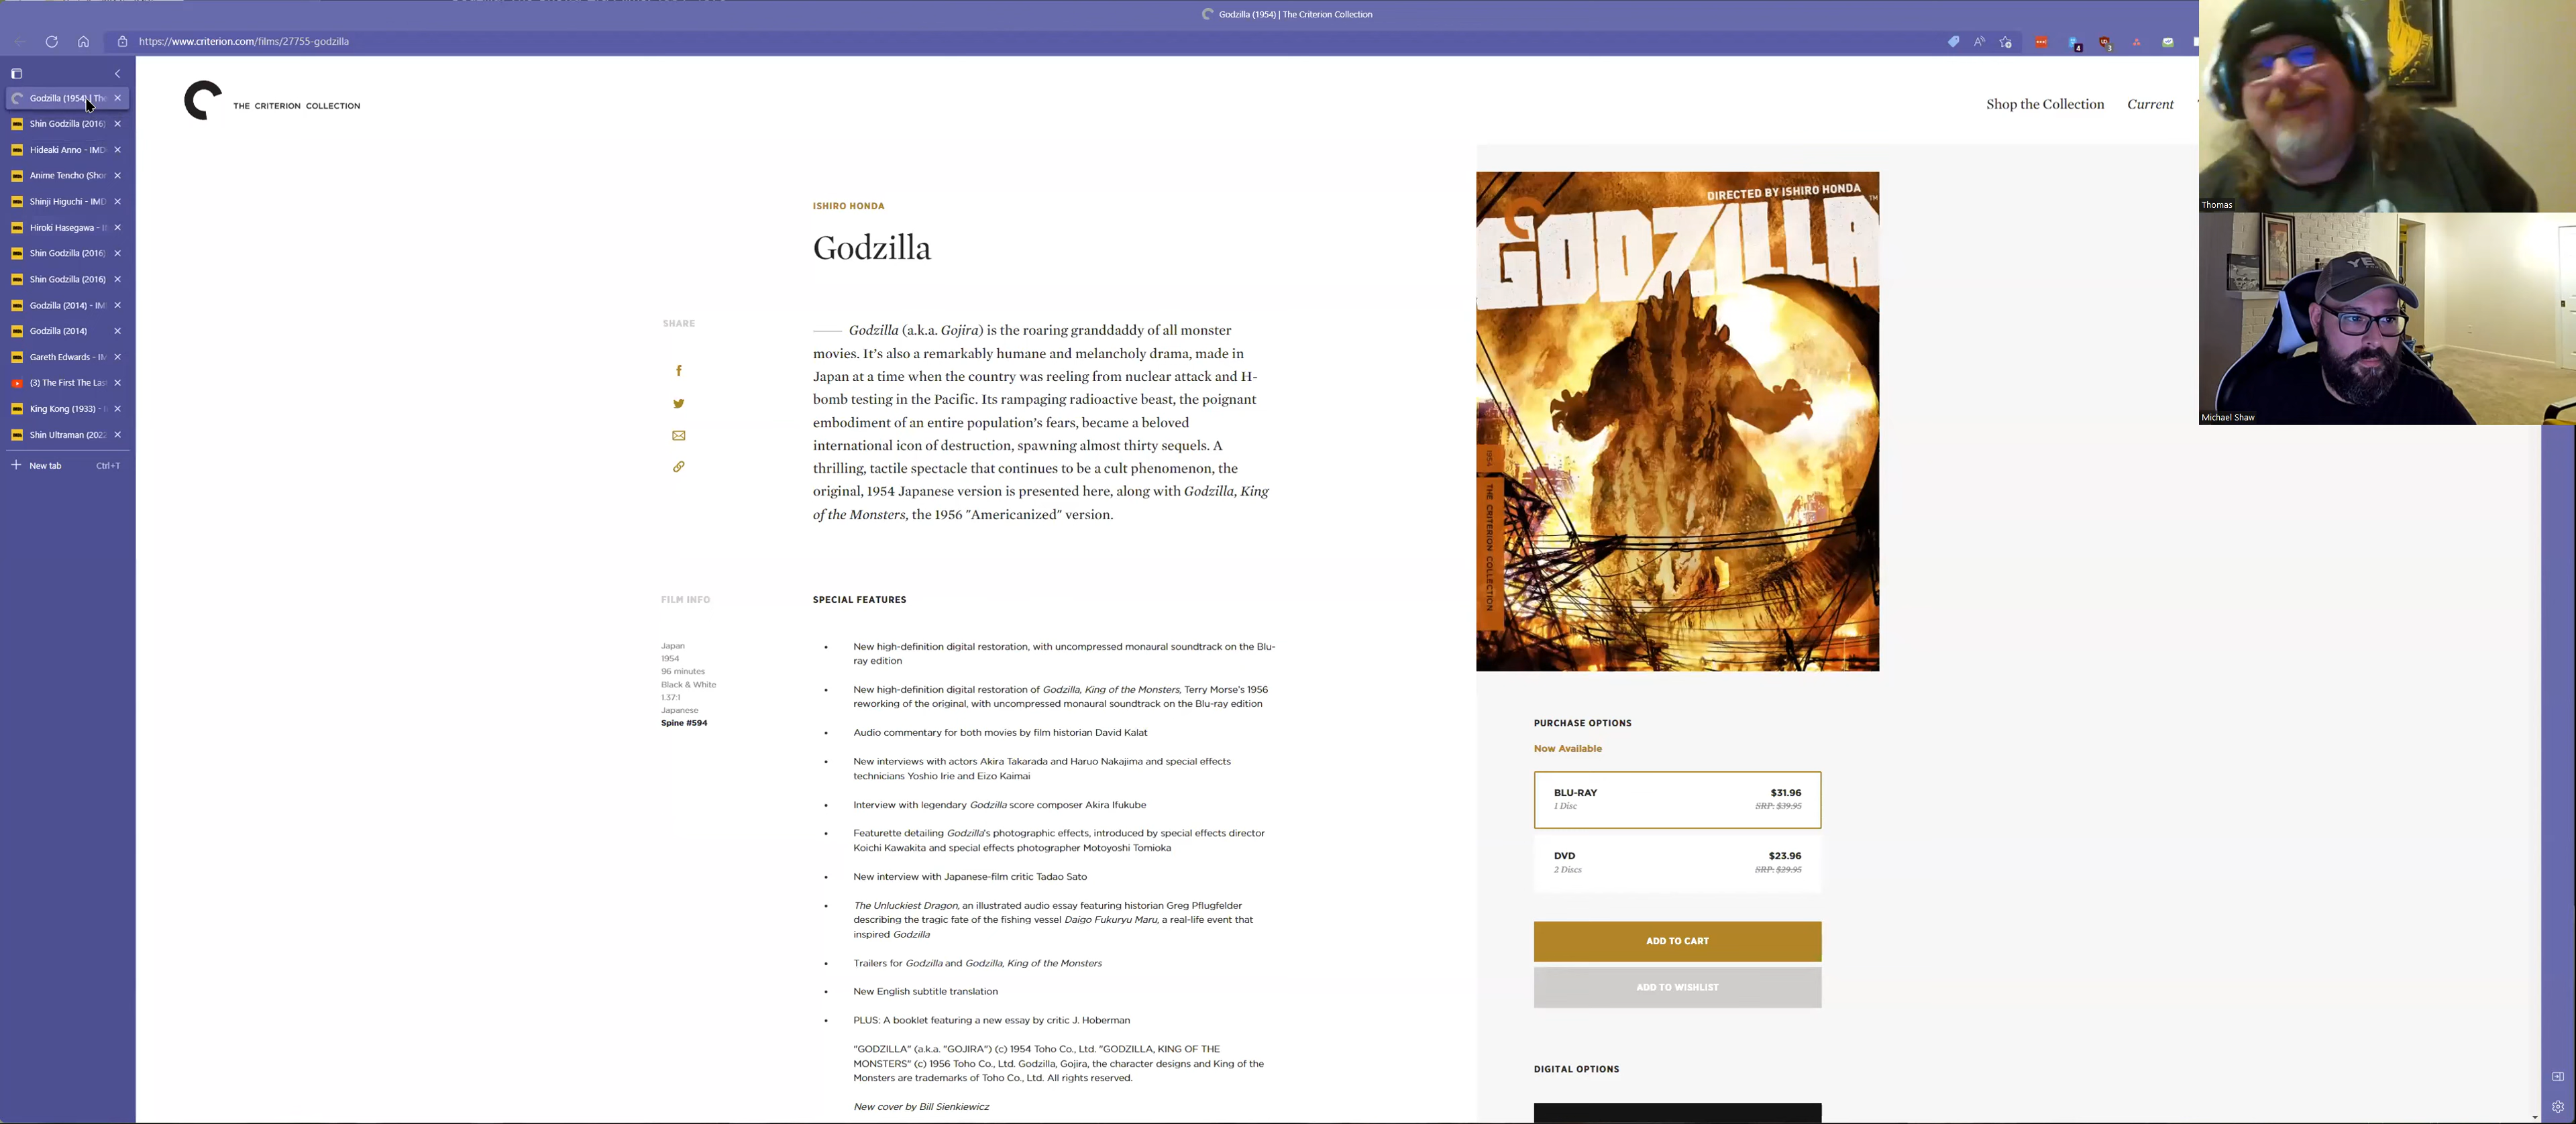 Godzilla (1954) | The Criterion Collection
https://www.criterion.com/films/27755-godzilla
4
3
Godzilla (1954) | The
Shin Godzilla (2016)
Hideaki Anno - IMD
Anime Tencho (Shor
Shinji Higuchi - IMD
Hiroki Hasegawa - I
Shin Godzilla (2016)
Shin Godzilla (2016)
Godzilla (2014) - IM
Godzilla (2014)
Gareth Edwards - IM
(3) The First The Las
King Kong (1933) - I
Shin Ultraman (2022
New tab Ctrl+T
THE CRITERION COLLECTION
Shop the Collection Current
ISHIRO HONDA
Godzilla
SHARE
Godzilla (a.k.a. Gojira) is the roaring granddaddy of all monster
movies. It's also a remarkably humane and melancholy drama, made in
Japan at a time when the country was reeling from nuclear attack and H-
bomb testing in the Pacific. Its rampaging radioactive beast, the poignant
embodiment of an entire population's fears, became a beloved
international icon of destruction, spawning almost thirty sequels. A
thrilling, tactile spectacle that continues to be a cult phenomenon, the
original, 1954 Japanese version is presented here, along with Godzilla, King
of the Monsters, the 1956 "Americanized" version.
FILM INFO
Japan
1954
96 minutes
Black & White
1.37:1
Japanese
Spine #594
SPECIAL FEATURES
• New high-definition digital restoration, with uncompressed monaural soundtrack on the Blu-
ray edition
• New high-definition digital restoration of Godzilla, King of the Monsters, Terry Morse's 1956
reworking of the original, with uncompressed monaural soundtrack on the Blu-ray edition
• Audio commentary for both movies by film historian David Kalat
• New interviews with actors Akira Takarada and Haruo Nakajima and special effects
technicians Yoshio Irie and Eizo Kaimai
• Interview with legendary Godzilla score composer Akira Ifukube
• Featurette detailing Godzilla's photographic effects, introduced by special effects director
Koichi Kawakita and special effects photographer Motoyoshi Tomioka
• New interview with Japanese-film critic Tadao Sato
• The Unluckiest Dragon, an illustrated audio essay featuring historian Greg Pflugfelder
describing the tragic fate of the fishing vessel Daigo Fukuryu Maru, a real-life event that
inspired Godzilla
• Trailers for Godzilla and Godzilla, King of the Monsters
• New English subtitle translation
• PLUS: A booklet featuring a new essay by critic J. Hoberman
"GODZILLA" (a.k.a. "GOJIRA") (c) 1954 Toho Co., Ltd. "GODZILLA, KING OF THE
MONSTERS" (c) 1956 Toho Co., Ltd. Godzilla, Gojira, the character designs and King of the
Monsters are trademarks of Toho Co., Ltd. All rights reserved.
New cover by Bill Sienkiewicz
DIRECTED BY ISHIRO HONDA
GODZILLA TM
1954
THE CRITERION COLLECTION
PURCHASE OPTIONS
Now Available
BLU-RAY $31.96
1 Disc SRP: $39.95
DVD $23.96
2 Discs SRP: $29.95
ADD TO CART
ADD TO WISHLIST
DIGITAL OPTIONS
Thomas
Michael Shaw